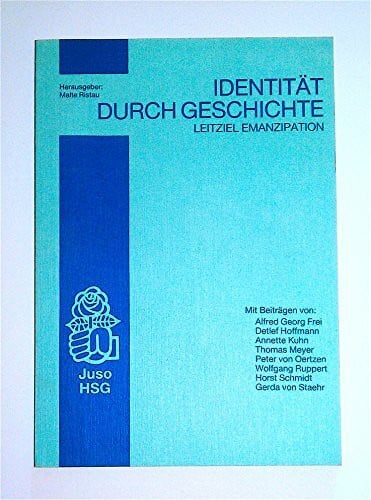 Herausgeber:
Malte Ristau
IDENTITÄT
DURCH GESCHICHTE
LEITZIEL EMANZIPATION
Mit Beiträgen von:
Alfred Georg Frei
Detlef Hoffmann
Annette Kuhn
Thomas Meyer
Peter von Oertzen
Wolfgang Ruppert
Horst Schmidt
Gerda von Staehr
Juso
HSG